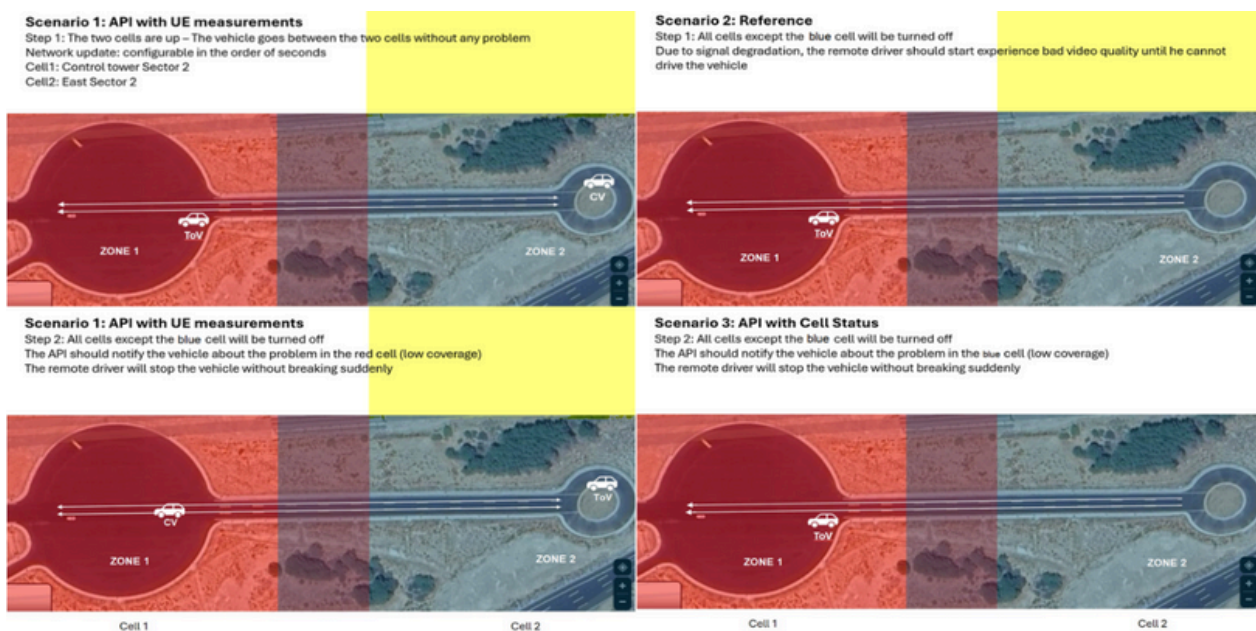 Scenario 1: API with UE measurements
Step 1: The two cells are up – The vehicle goes between the two cells without any problem
Network update: configurable in the order of seconds
Cell1: Control tower Sector 2
Cell2: East Sector 2
CV
ToV
ZONE 1
ZONE 2
Scenario 2: Reference
Step 1: All cells except the blue cell will be turned off
Due to signal degradation, the remote driver should start experience bad video quality until he cannot
drive the vehicle
ToV
ZONE 1
ZONE 2
Scenario 1: API with UE measurements
Step 2: All cells except the blue cell will be turned off
The API should notify the vehicle about the problem in the red cell (low coverage)
The remote driver will stop the vehicle without breaking suddenly
ToV
CV
ZONE 1
ZONE 2
Cell 1
Cell 2
Scenario 3: API with Cell Status
Step 2: All cells except the blue cell will be turned off
The API should notify the vehicle about the problem in the blue cell (low coverage)
The remote driver will stop the vehicle without breaking suddenly
ToV
ZONE 1
ZONE 2
Cell 1
Cell 2